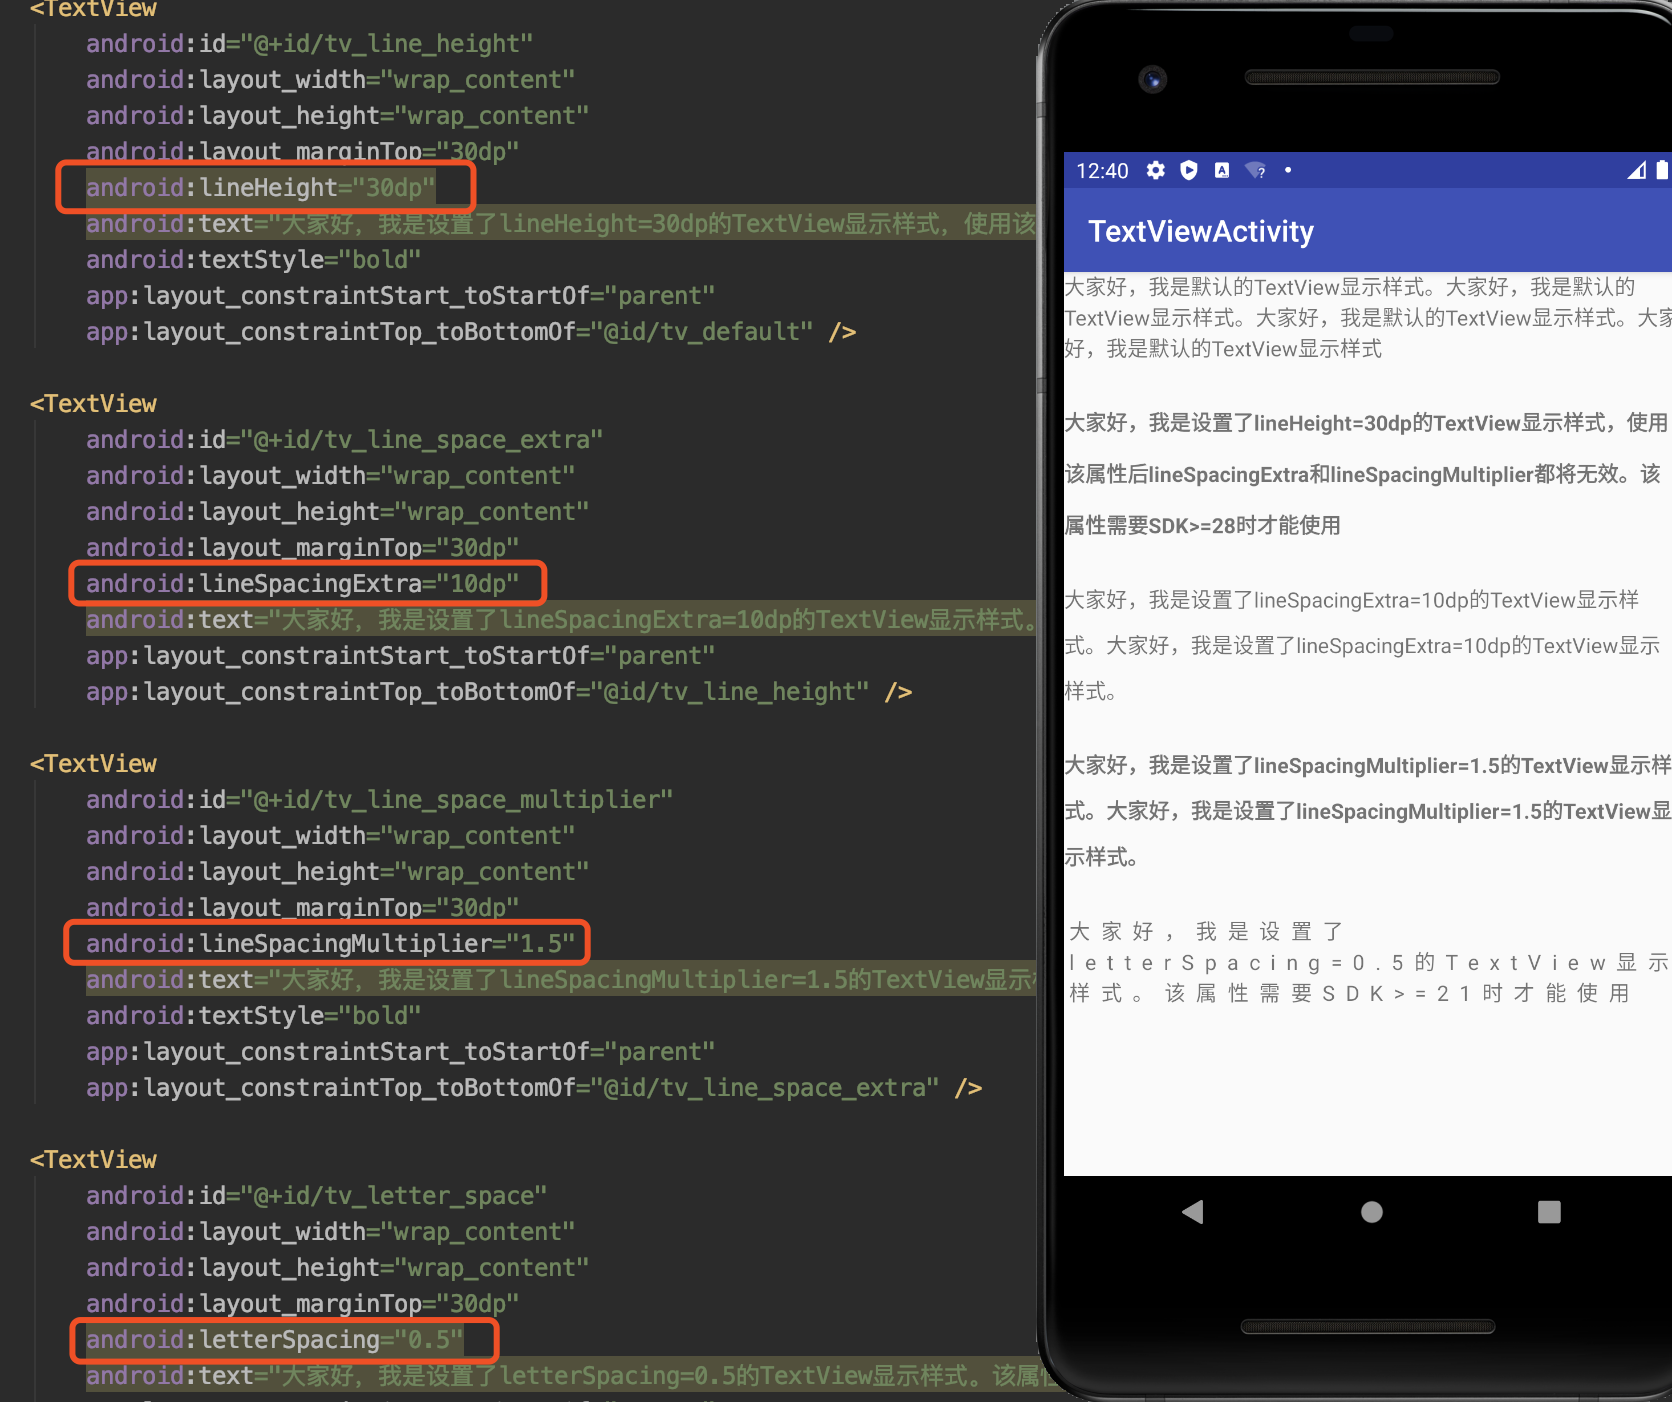 <TextView
android:id="@+id/tv_line_height"
android:layout_width="wrap_content"
android:layout_height="wrap_content"
android:layout_marginTop="30dp"
android:lineHeight="30dp"
android:text="大家好，我是设置了lineHeight=30dp的TextView显示样式，使用该
android:textStyle="bold"
app:layout_constraintStart_toStartOf="parent"
app:layout_constraintTop_toBottomOf="@id/tv_default" />
<TextView
android:id="@+id/tv_line_space_extra"
android:layout_width="wrap_content"
android:layout_height="wrap_content"
android:layout_marginTop="30dp"
android:lineSpacingExtra="10dp"
android:text="大家好，我是设置了lineSpacingExtra=10dp的TextView显示样式。
app:layout_constraintStart_toStartOf="parent"
app:layout_constraintTop_toBottomOf="@id/tv_line_height" />
<TextView
android:id="@+id/tv_line_space_multiplier"
android:layout_width="wrap_content"
android:layout_height="wrap_content"
android:layout_marginTop="30dp"
android:lineSpacingMultiplier="1.5"
android:text="大家好，我是设置了lineSpacingMultiplier=1.5的TextView显示
android:textStyle="bold"
app:layout_constraintStart_toStartOf="parent"
app:layout_constraintTop_toBottomOf="@id/tv_line_space_extra" />
<TextView
android:id="@+id/tv_letter_space"
android:layout_width="wrap_content"
android:layout_height="wrap_content"
android:layout_marginTop="30dp"
android:letterSpacing="0.5"
android:text="大家好，我是设置了letterSpacing=0.5的TextView显示样式。该属
12:40
TextViewActivity
大家好，我是默认的TextView显示样式。大家好，我是默认的
TextView显示样式。大家好，我是默认的TextView显示样式。大家
好，我是默认的TextView显示样式
大家好，我是设置了lineHeight=30dp的TextView显示样式，使用
该属性后lineSpacingExtra和lineSpacingMultiplier都将无效。该
属性需要SDK>=28时才能使用
大家好，我是设置了lineSpacingExtra=10dp的TextView显示样
式。大家好，我是设置了lineSpacingExtra=10dp的TextView显示
样式。
大家好，我是设置了lineSpacingMultiplier=1.5的TextView显示样
式。大家好，我是设置了lineSpacingMultiplier=1.5的TextView显
示样式。
大家好，我是设置了
letterSpacing=0.5的TextView显示
样式。该属性需要SDK>=21时才能使用